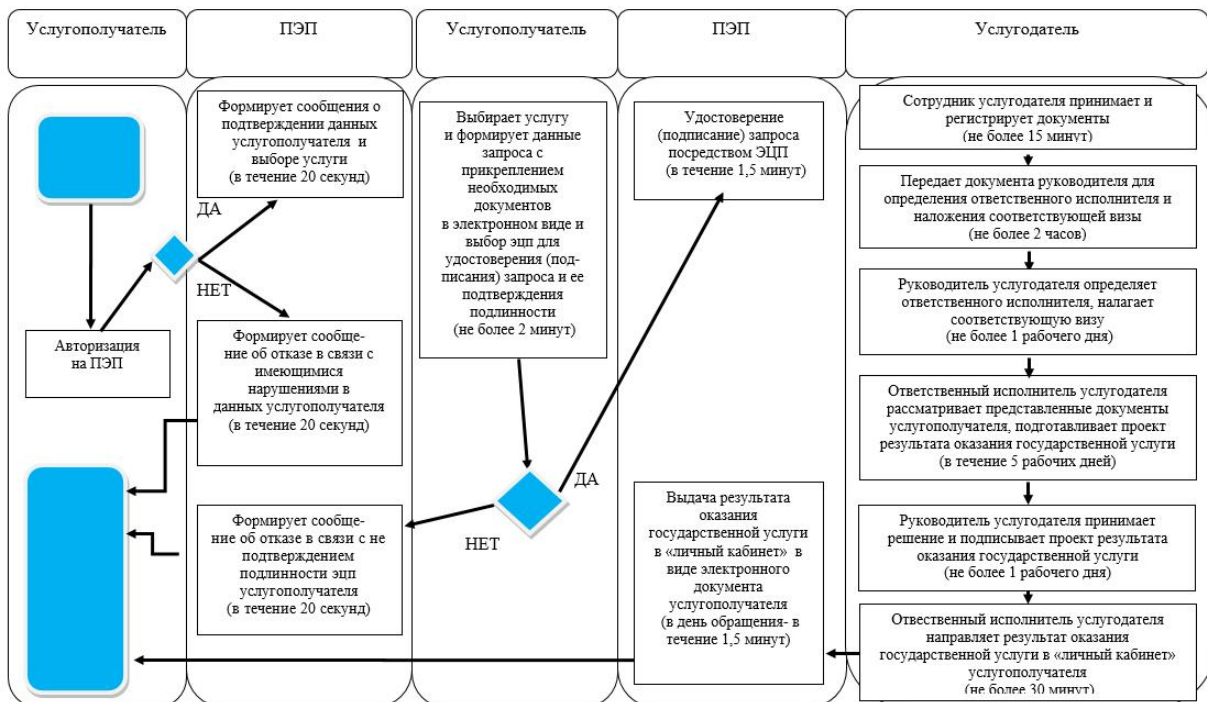 Услугополучатель
ПЭП
Услугополучатель
ПЭП
Услугодатель
Авторизация
на ПЭП
Формирует сообщения о
подтверждении данных
услугополучателя и
выборе услуги
(в течение 20 секунд)
ДА
НЕТ
Формирует сообще-
ние об отказе в связи с
имеющимися
нарушениями в
данных услугополучателя
(в течение 20 секунд)
Формирует сообще-
ние об отказе в связи с не
подтверждением
подлинности эцп
услугополучателя
(в течение 20 секунд)
Выбирает услугу
и формирует данные
запроса с
прикреплением
необходимых
документов
в электронном виде и
выбор эцп для
удостоверения (под-
писания) запроса и ее
подтверждения
подлинности
(не более 2 минут)
ДА
НЕТ
Удостоверение
(подписание) запроса
посредством ЭЦП
(в течение 1,5 минут)
Выдача результата
оказания
государственной услуги
в «личный кабинет» в
виде электронного
документа
услугополучателя
(в день обращения- в
течение 1,5 минут)
Сотрудник услугодателя принимает и
регистрирует документы
(не более 15 минут)
Передает документа руководителя для
определения ответственного исполнителя и
наложения соответствующей визы
(не более 2 часов)
Руководитель услугодателя определяет
ответственного исполнителя, налагает
соответствующую визу
(не более 1 рабочего дня)
Ответственный исполнитель услугодателя
рассматривает представленные документы
услугополучателя, подготавливает проект
результата оказания государственной услуги
(в течение 5 рабочих дней)
Руководитель услугодателя принимает
решение и подписывает проект результата
оказания государственной услуги
(не более 1 рабочего дня)
Отвественный исполнитель услугодателя
направляет результат оказания
государственной услуги в «личный кабинет»
услугополучателя
(не более 30 минут)